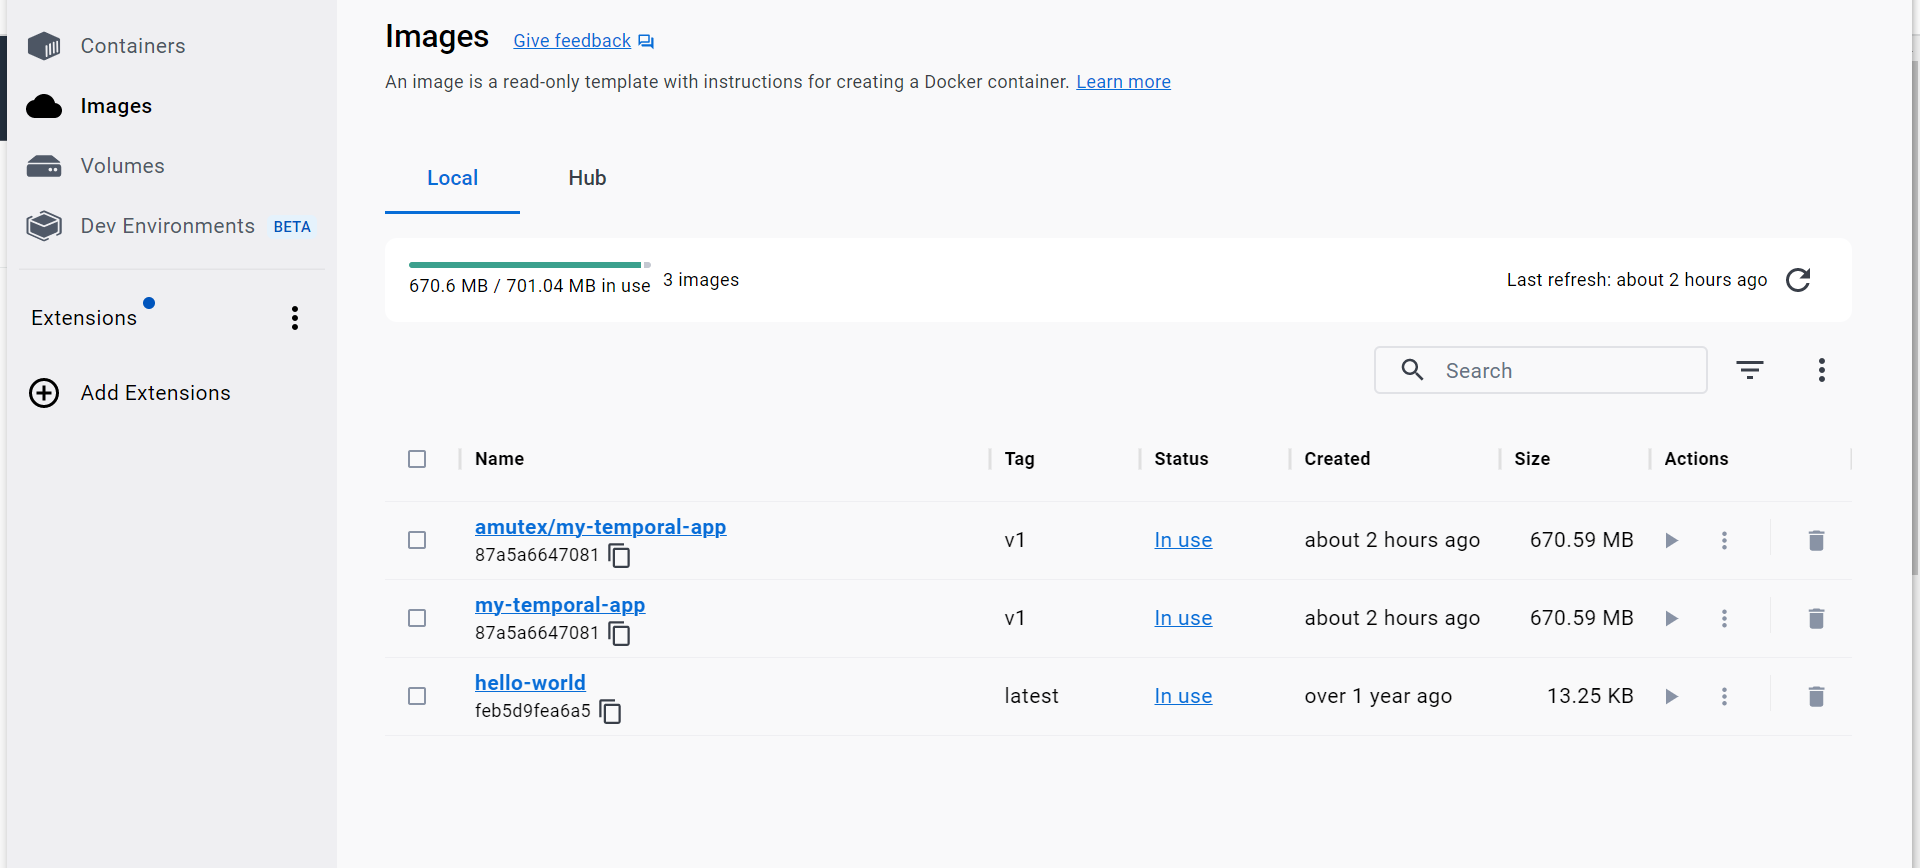 Containers
Images
Volumes
Dev Environments BETA
Extensions
Add Extensions
Images Give feedback
An image is a read-only template with instructions for creating a Docker container. Learn more
Local Hub
670.6 MB / 701.04 MB in use 3 images Last refresh: about 2 hours ago
Search
Name Tag Status Created Size Actions
amutex/my-temporal-app
87a5a6647081 v1 In use about 2 hours ago 670.59 MB
my-temporal-app
87a5a6647081 v1 In use about 2 hours ago 670.59 MB
hello-world
feb5d9fea6a5 latest In use over 1 year ago 13.25 KB